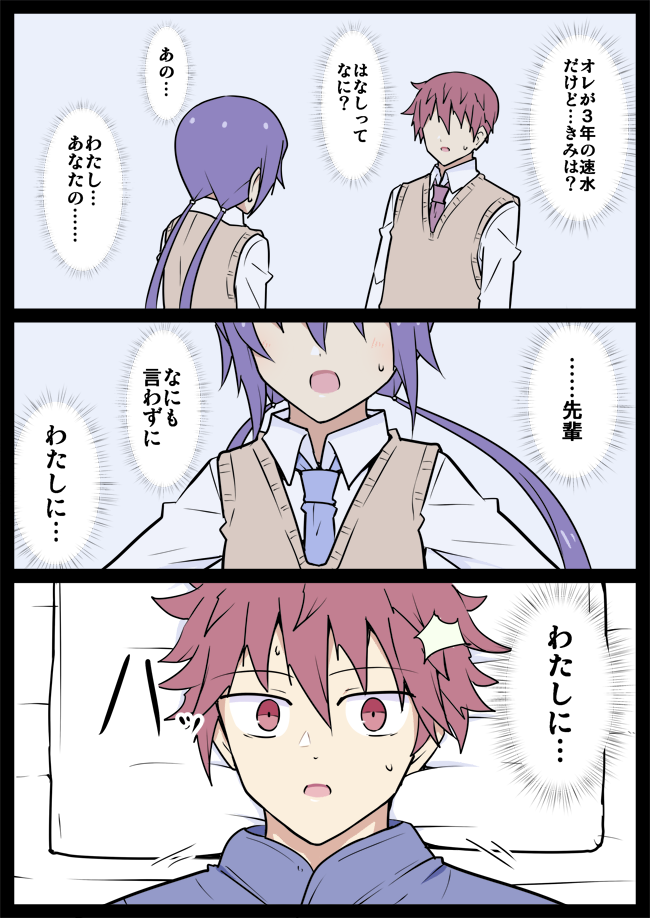 オレが３年の速水
だけど…きみは？
はなしって
なに？
あの…
わたし…
あなたの……
……先輩
なにも
言わずに
わたしに…
わたしに…
ハッ